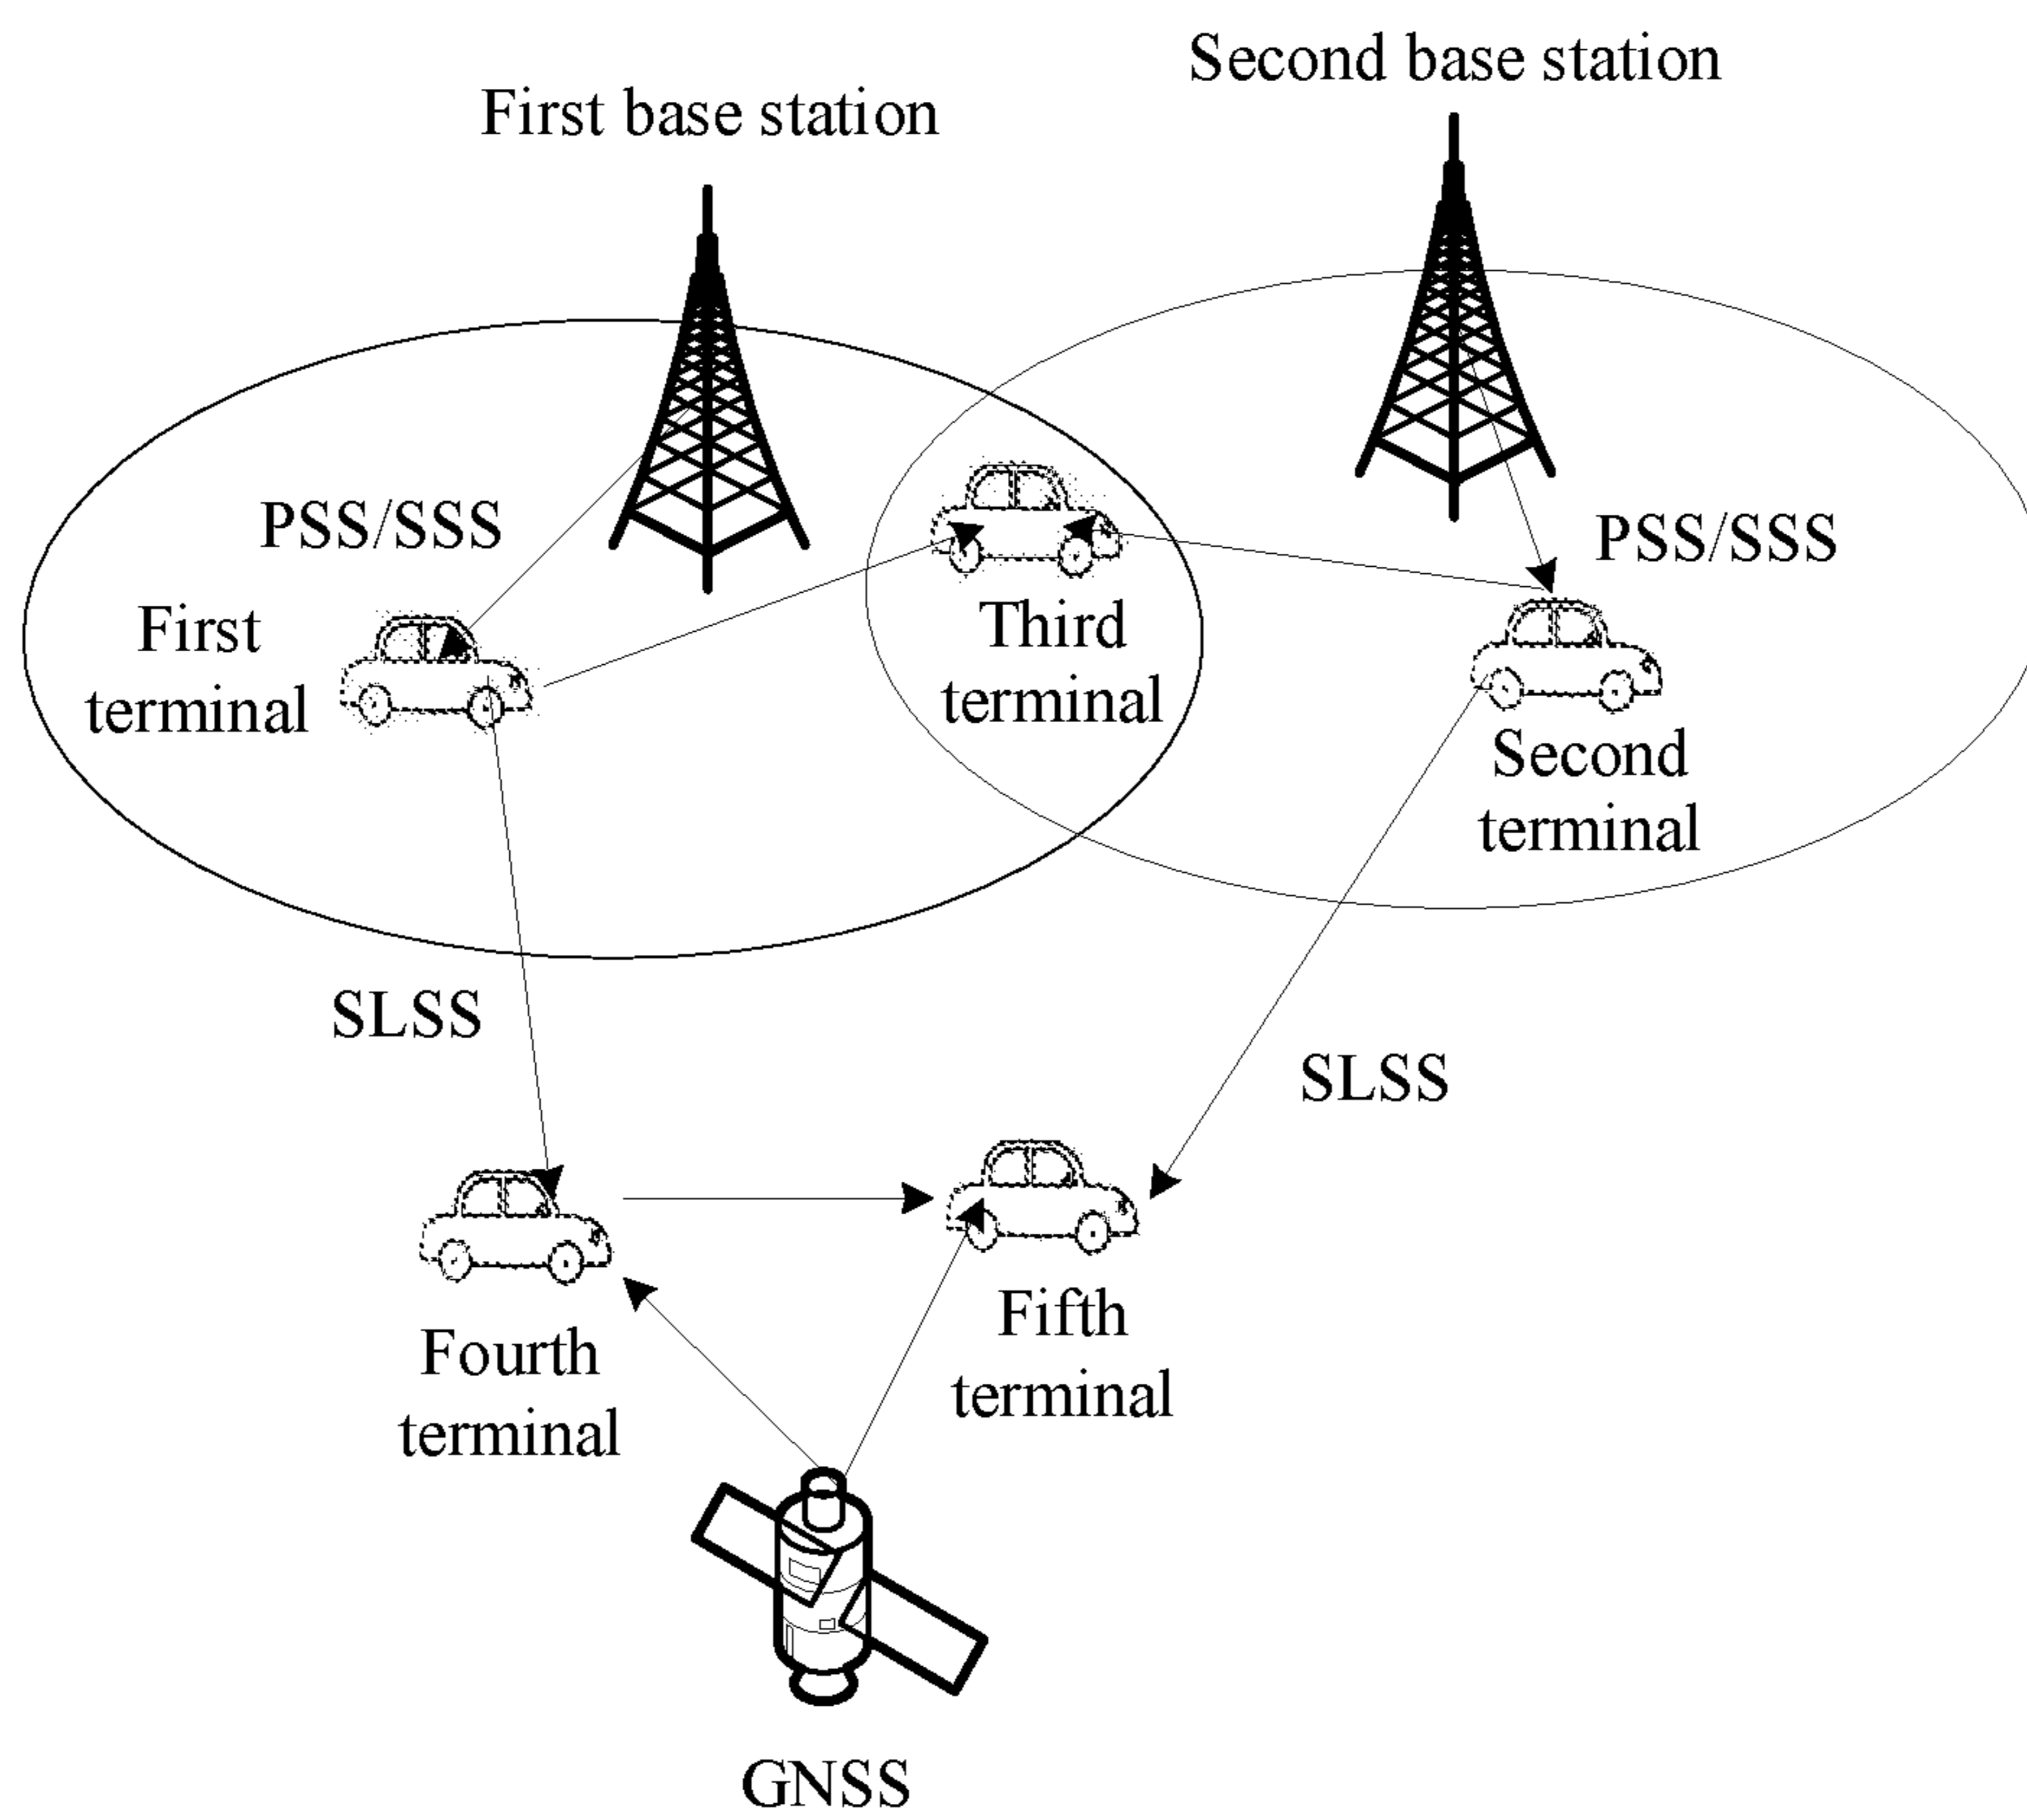 Second base station
First base station
PSS/SSS
PSS/SSS
First
terminal
Third
terminal
Second
terminal
SLSS
SLSS
Fifth
terminal
Fourth
terminal
GNSS